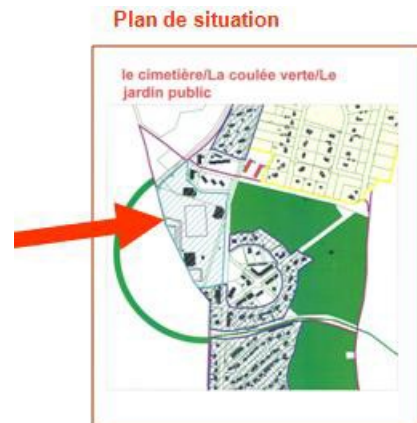 Plan de situation
le cimetière/La coulée verte/Le
jardin public